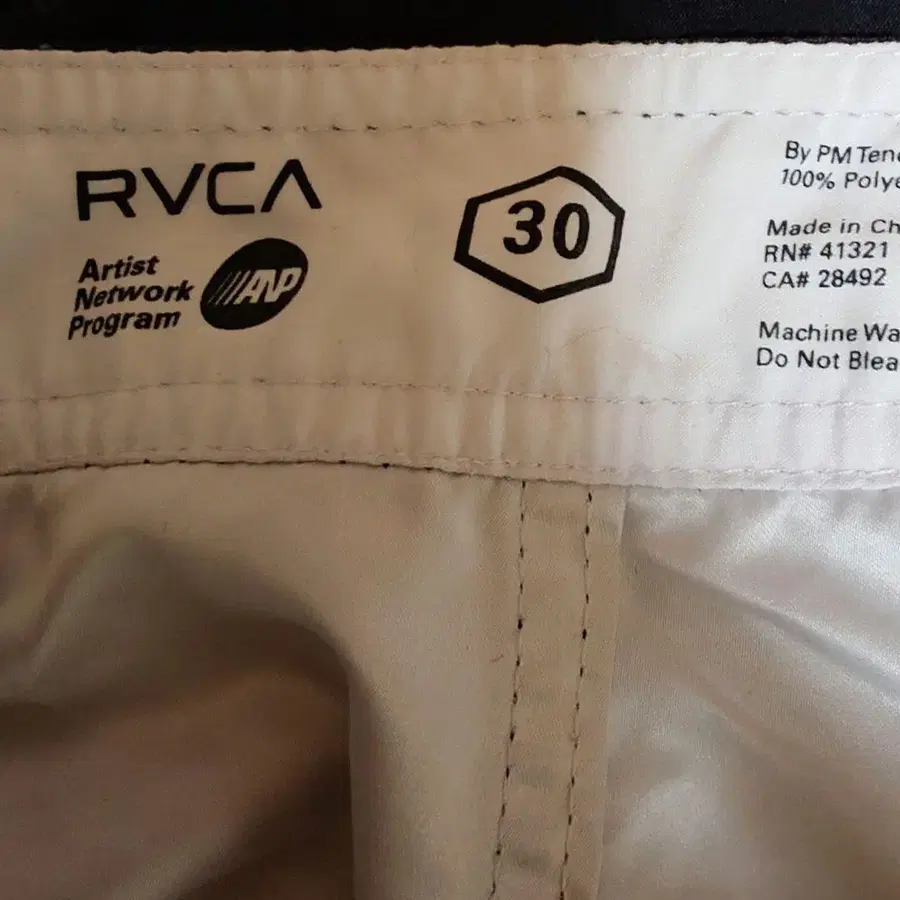 RVCA
Artist
Network
Program
ANP
30
By PM Tene
100% Polye
Made in Ch
RN# 41321
CA# 28492
Machine Wa
Do Not Blea